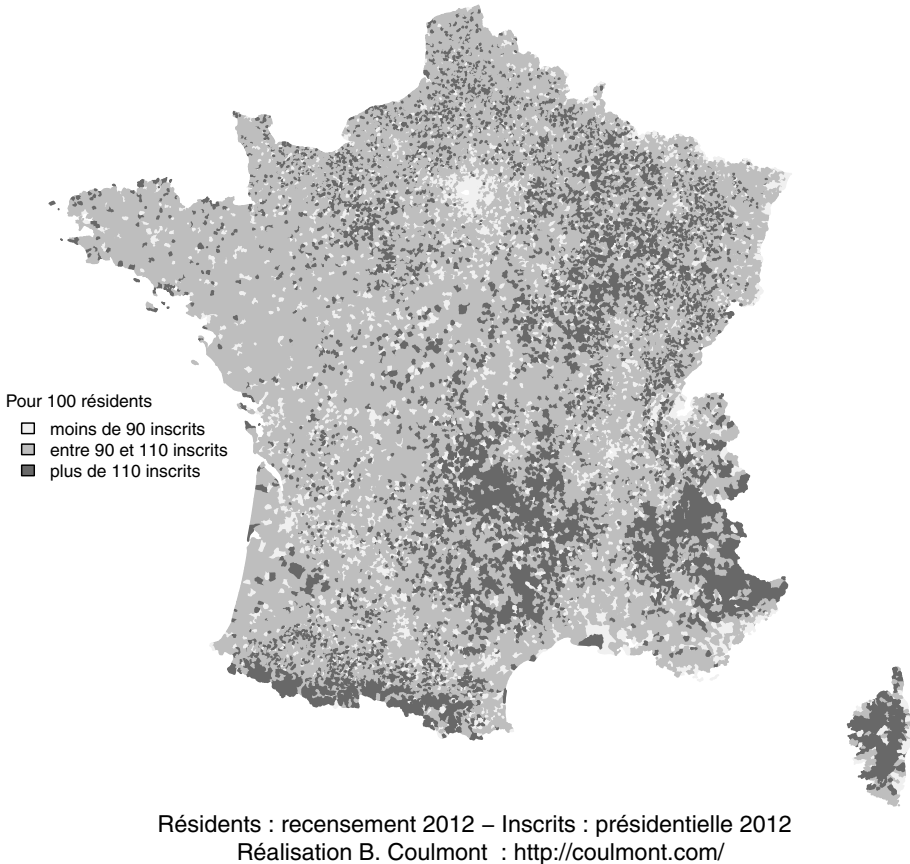 Pour 100 résidents
moins de 90 inscrits
entre 90 et 110 inscrits
plus de 110 inscrits
Résidents : recensement 2012 – Inscrits : présidentielle 2012
Réalisation B. Coulmont : http://coulmont.com/